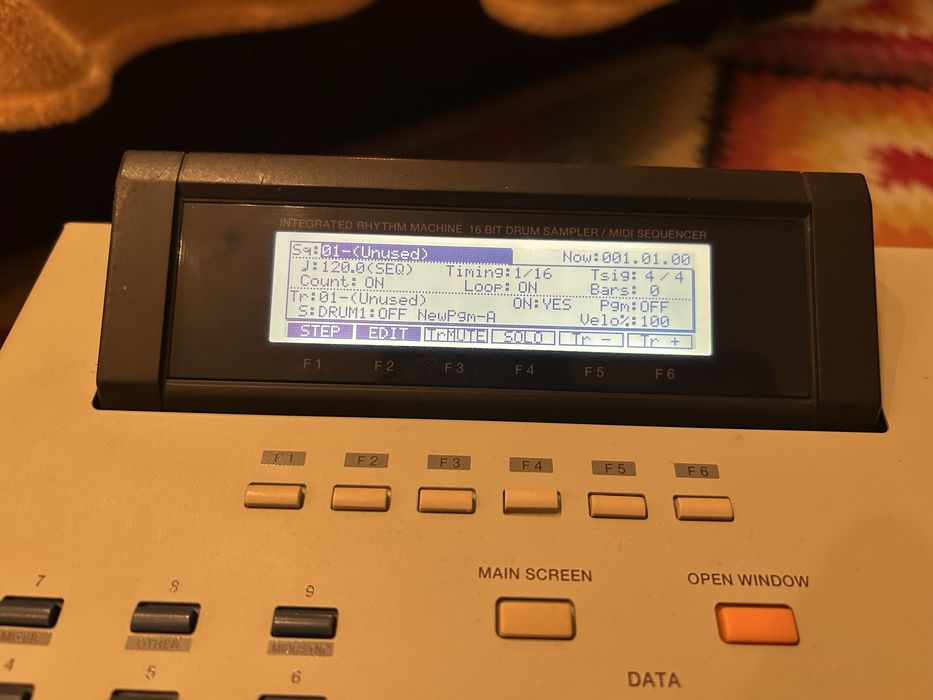 INTEGRATED RHYTHM MACHINE 16 BIT DRUM SAMPLER / MIDI SEQUENCER
Sq:01-(Unused) Now:001.01.00
♩:120.0(SEQ) Timing:1/16 Tsig: 4 / 4
Count: ON Loop: ON Bars: 0
Tr:01-(Unused) ON:YES Pgm:OFF
S:DRUM1:OFF NewPgm-A Velo%:100
STEP EDIT TrMUTE SOLO Tr - Tr +
F1 F2 F3 F4 F5 F6
F1 F2 F3 F4 F5 F6
MAIN SCREEN OPEN WINDOW
7 8 9
MIXER OTHER MIDI/SYNC
DATA
4 5 6